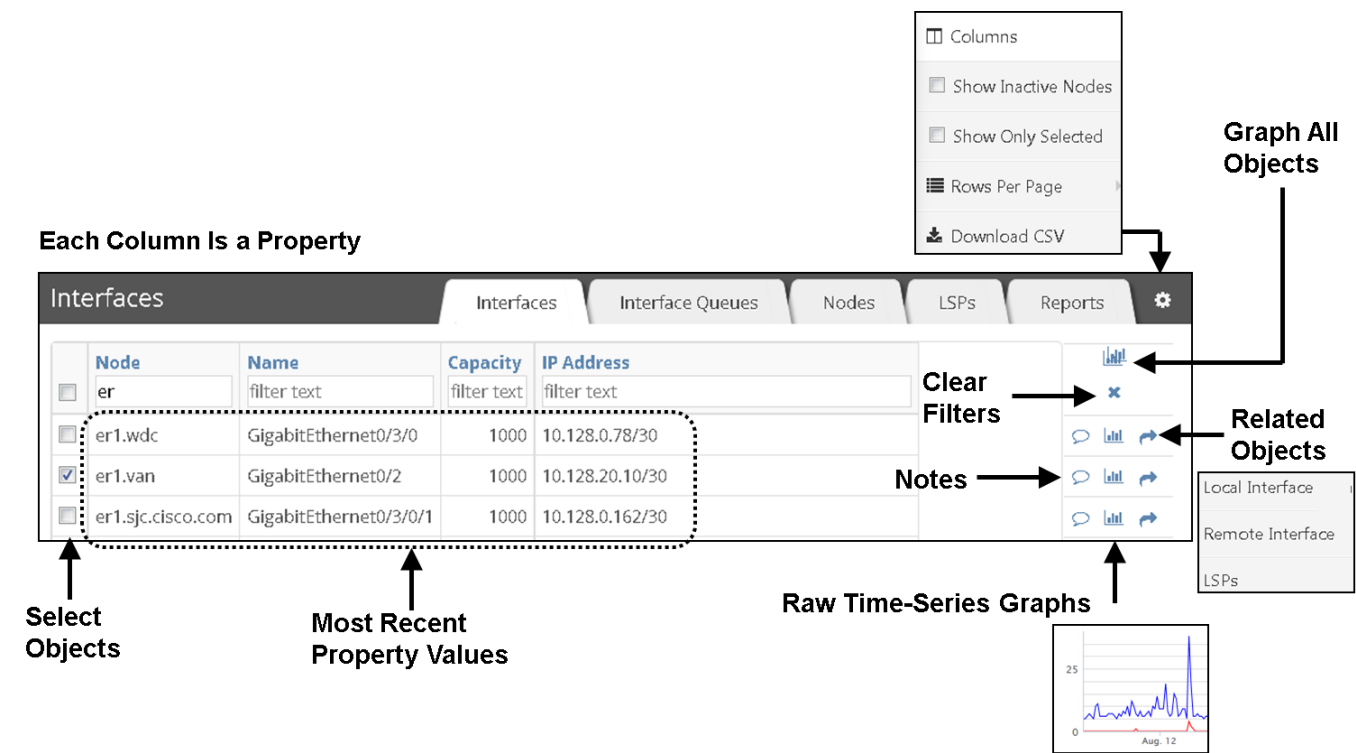 Columns
Show Inactive Nodes
Show Only Selected
Rows Per Page
Download CSV
Graph All
Objects
Each Column Is a Property
Interfaces
Interfaces Interface Queues Nodes LSPs Reports
Node Name Capacity IP Address
er filter text filter text filter text
Clear
Filters
er1.wdc GigabitEthernet0/3/0 1000 10.128.0.78/30
Related
Objects
er1.van GigabitEthernet0/2 1000 10.128.20.10/30
Notes
er1.sjc.cisco.com GigabitEthernet0/3/0/1 1000 10.128.0.162/30
Local Interface
Remote Interface
LSPs
Select
Objects
Most Recent
Property Values
Raw Time-Series Graphs
25
0
Aug. 12